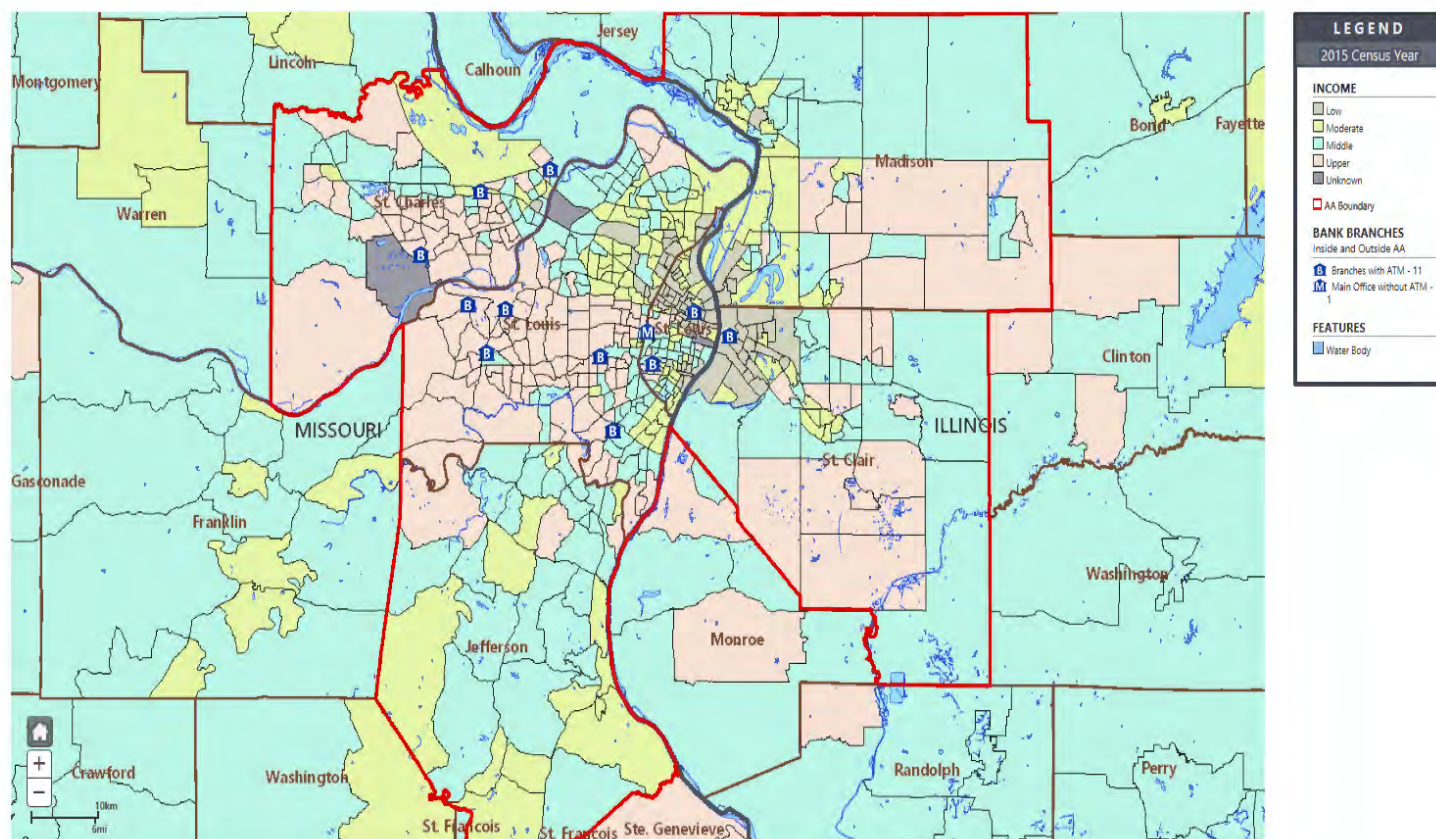 Jersey
Lincoln
Calhoun
Montgomery
Bond
Fayette
Madison
St. Charles
Warren
St. Louis
St. Louis
Clinton
MISSOURI
ILLINOIS
St. Clair
Gasconade
Franklin
Washington
Monroe
Jefferson
Crawford
Washington
Randolph
Perry
St. Francois
St. Francois
Ste. Genevieve
B
B
B
B
B
B
M
B
B
B
B
B
+
−
10km
6mi
LEGEND
2015 Census Year
INCOME
Low
Moderate
Middle
Upper
Unknown
AA Boundary
BANK BRANCHES
Inside and Outside AA
B Branches with ATM - 11
M Main Office without ATM -
1
FEATURES
Water Body